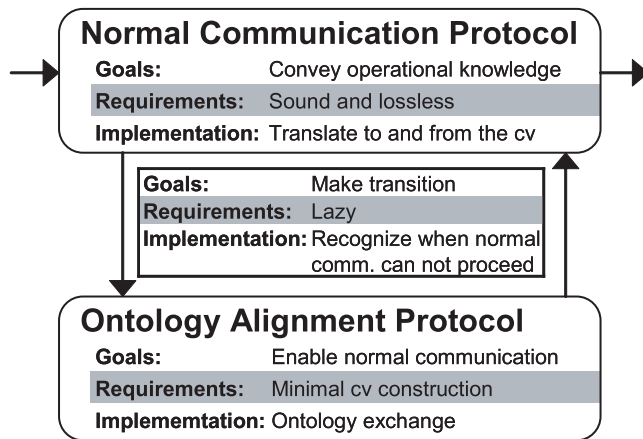 Normal Communication Protocol
Goals: Convey operational knowledge
Requirements: Sound and lossless
Implementation: Translate to and from the cv
Goals: Make transition
Requirements: Lazy
Implementation: Recognize when normal
comm. can not proceed
Ontology Alignment Protocol
Goals: Enable normal communication
Requirements: Minimal cv construction
Implememtation: Ontology exchange